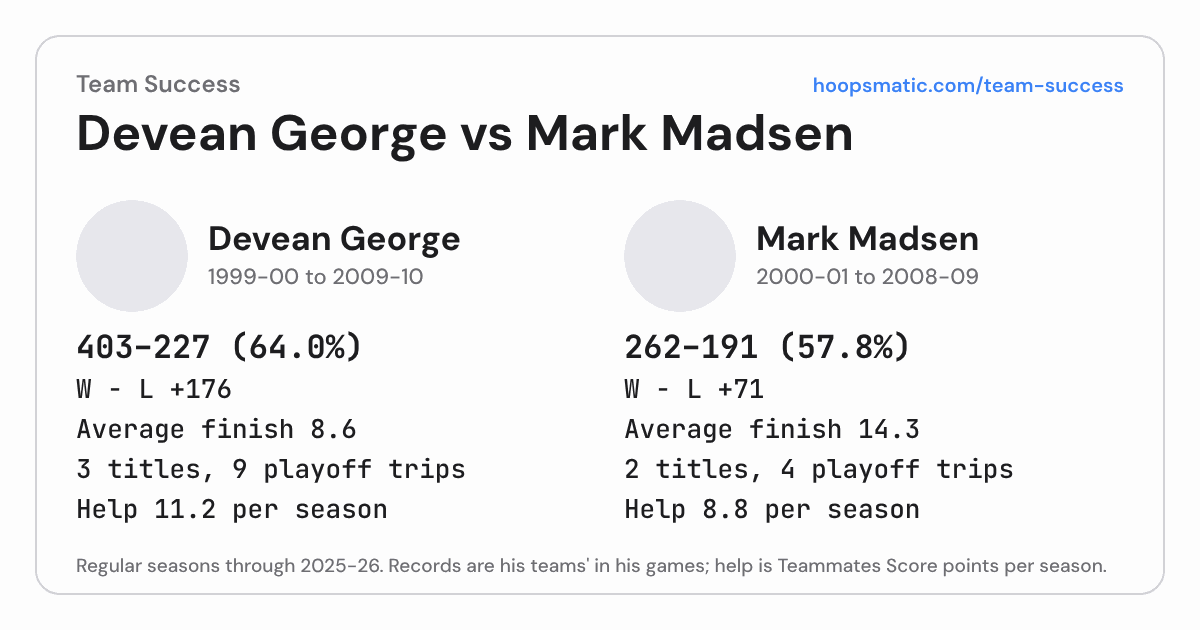 Team Success
hoopsmatic.com/team-success
Devean George vs Mark Madsen
Devean George
1999-00 to 2009-10
403-227 (64.0%)
W - L +176
Average finish 8.6
3 titles, 9 playoff trips
Help 11.2 per season
Mark Madsen
2000-01 to 2008-09
262-191 (57.8%)
W - L +71
Average finish 14.3
2 titles, 4 playoff trips
Help 8.8 per season
Regular seasons through 2025-26. Records are his teams' in his games; help is Teammates Score points per season.